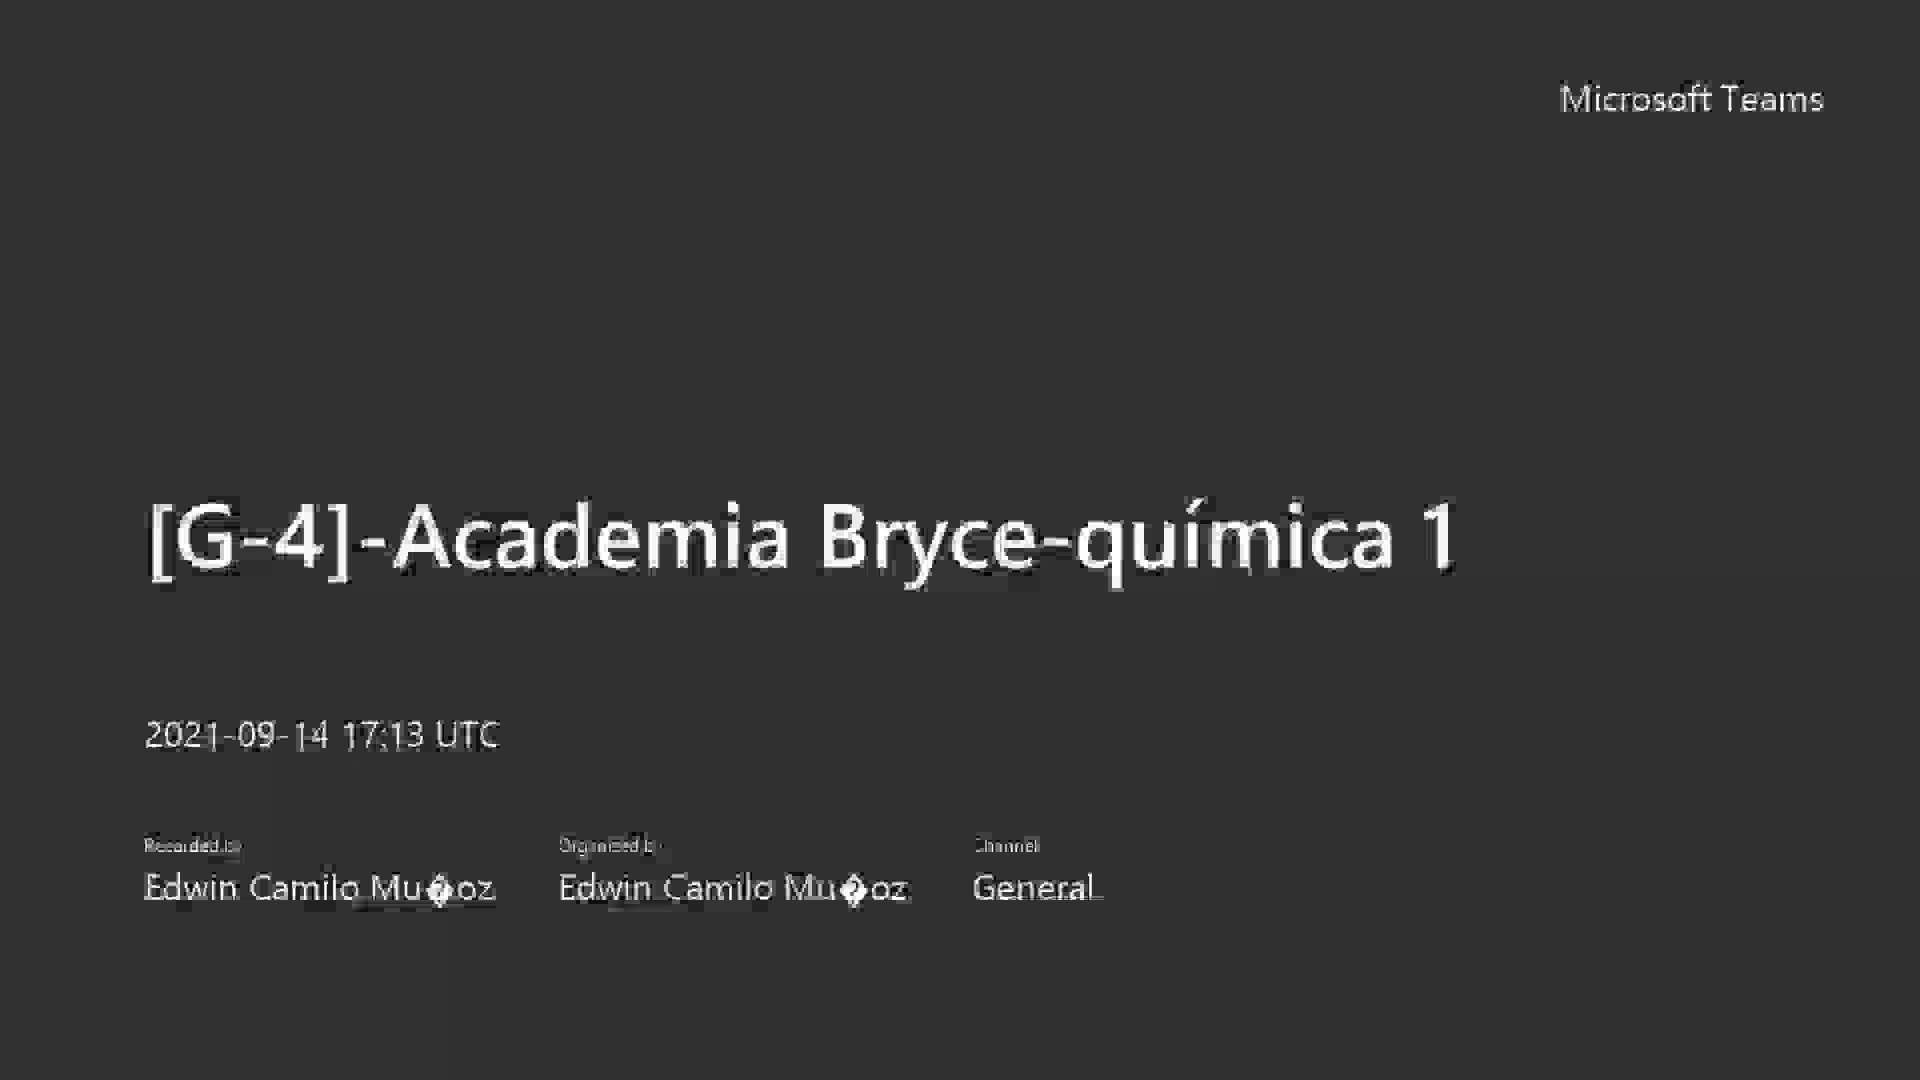 Microsoft Teams
[G-4]-Academia Bryce-química 1
2021-09-14 17:13 UTC
Recorded by Organized by Channel
Edwin Camilo Mu�oz Edwin Camilo Mu�oz General